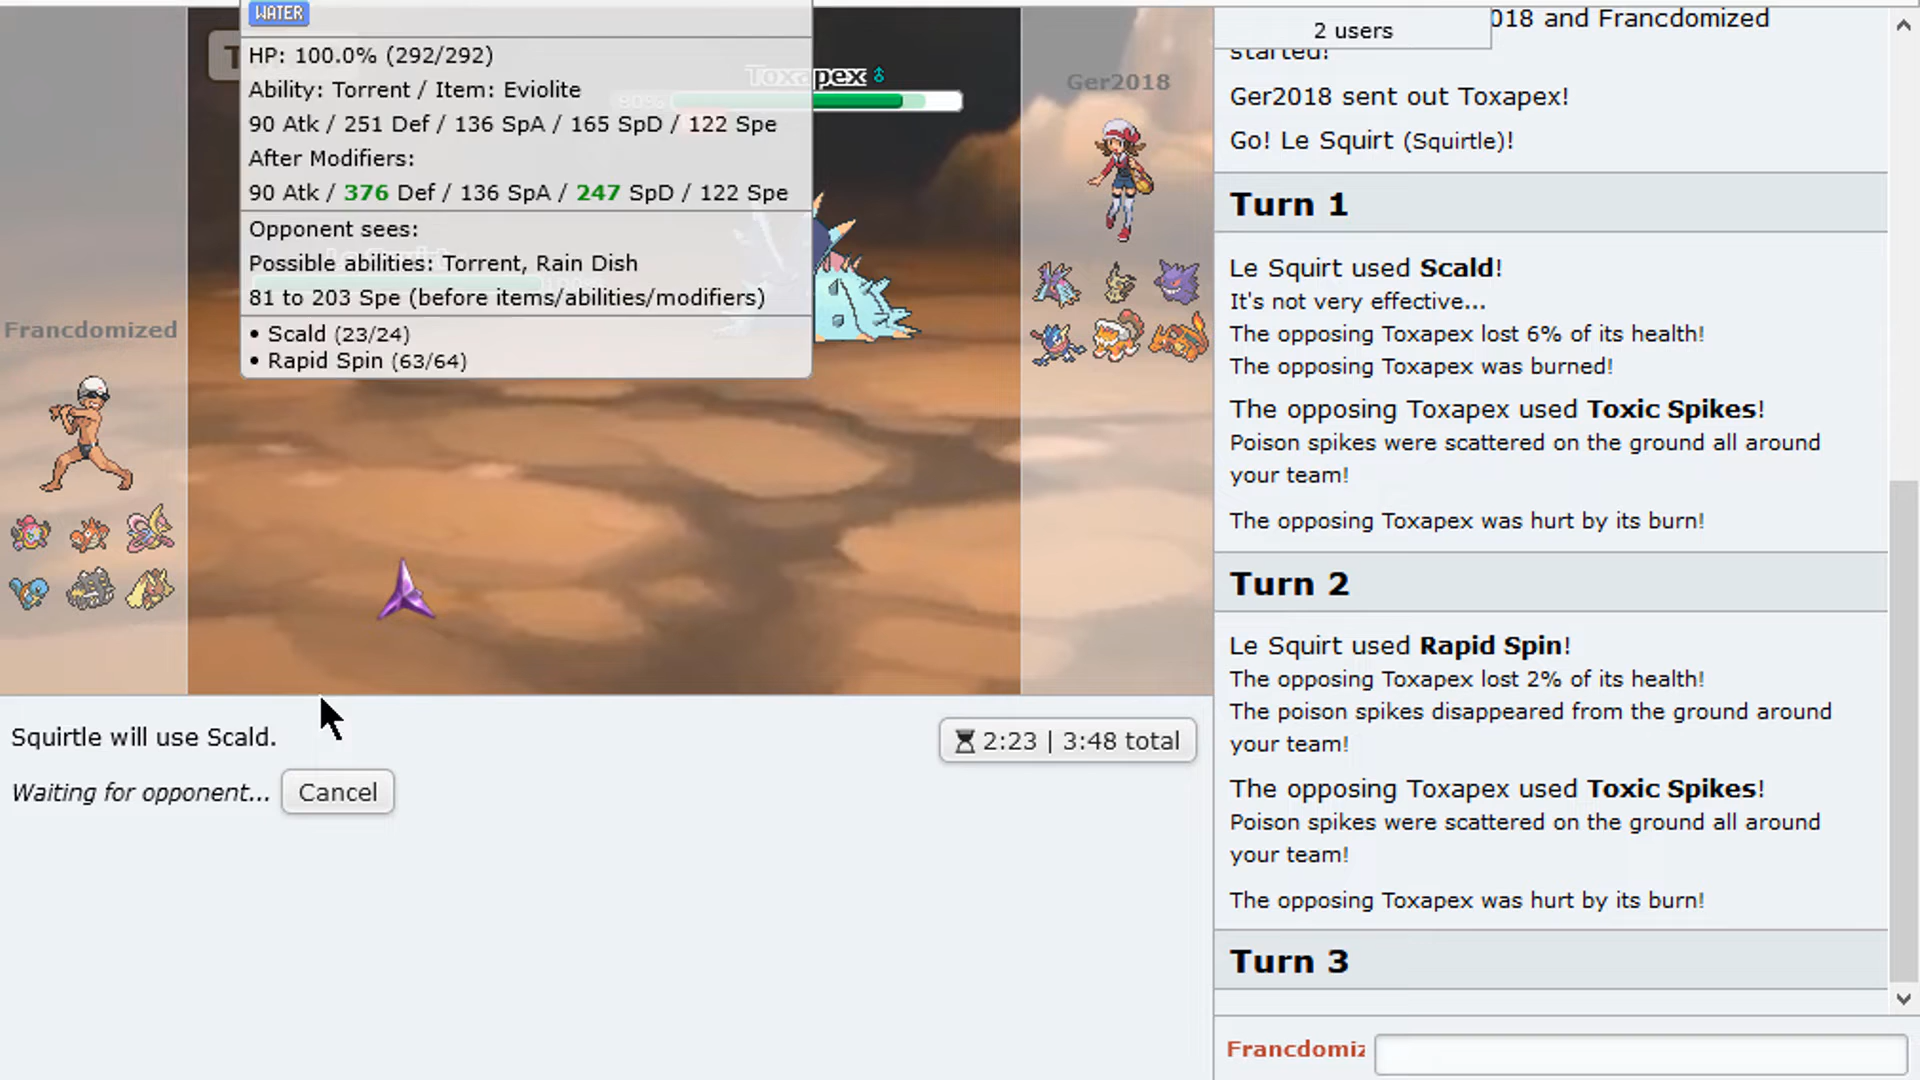 WATER
HP: 100.0% (292/292)
Ability: Torrent / Item: Eviolite
90 Atk / 251 Def / 136 SpA / 165 SpD / 122 Spe
After Modifiers:
90 Atk / 376 Def / 136 SpA / 247 SpD / 122 Spe
Opponent sees:
Possible abilities: Torrent, Rain Dish
81 to 203 Spe (before items/abilities/modifiers)
• Scald (23/24)
• Rapid Spin (63/64)
Toxapex ♂
80%
Ger2018
Francdomized
Squirtle will use Scald.
2:23 | 3:48 total
Waiting for opponent...
Cancel
2 users
018 and Francdomized
started!
Ger2018 sent out Toxapex!
Go! Le Squirt (Squirtle)!
Turn 1
Le Squirt used Scald!
It's not very effective...
The opposing Toxapex lost 6% of its health!
The opposing Toxapex was burned!
The opposing Toxapex used Toxic Spikes!
Poison spikes were scattered on the ground all around
your team!
The opposing Toxapex was hurt by its burn!
Turn 2
Le Squirt used Rapid Spin!
The opposing Toxapex lost 2% of its health!
The poison spikes disappeared from the ground around
your team!
The opposing Toxapex used Toxic Spikes!
Poison spikes were scattered on the ground all around
your team!
The opposing Toxapex was hurt by its burn!
Turn 3
Francdomiz